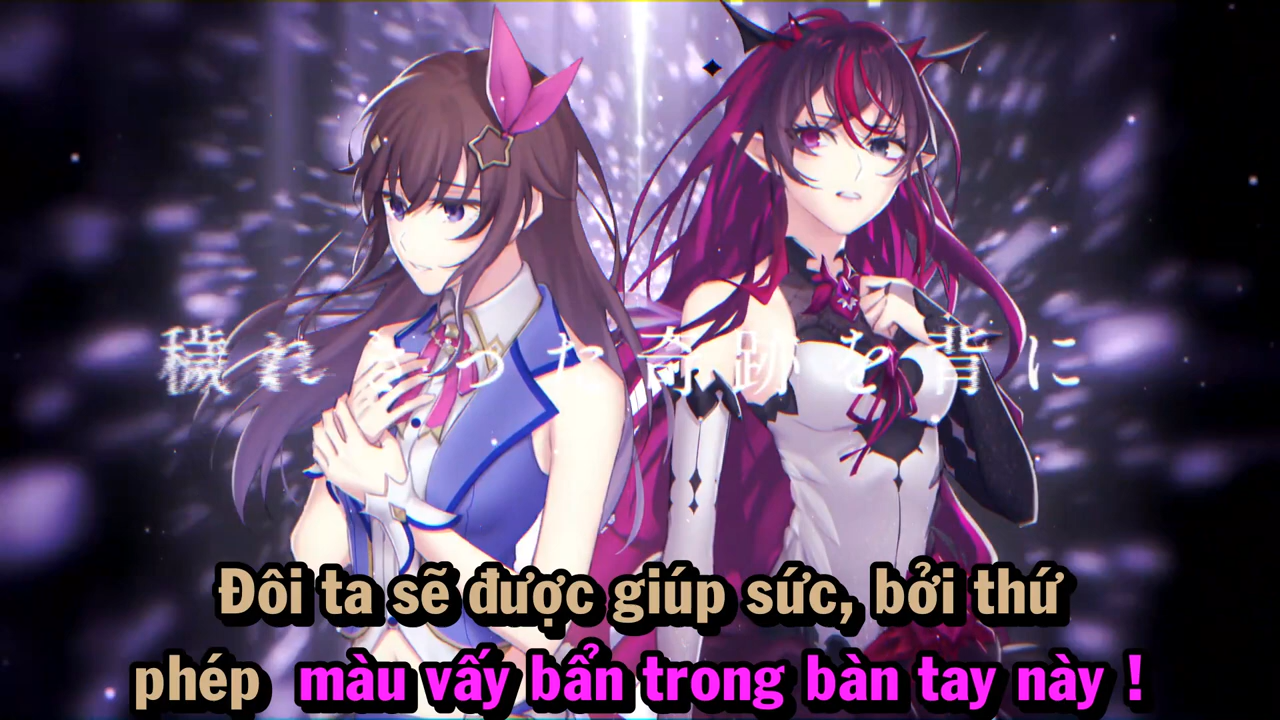 穢れきった奇跡を背に
Đôi ta sẽ được giúp sức, bởi thứ
phép màu vấy bẩn trong bàn tay này !